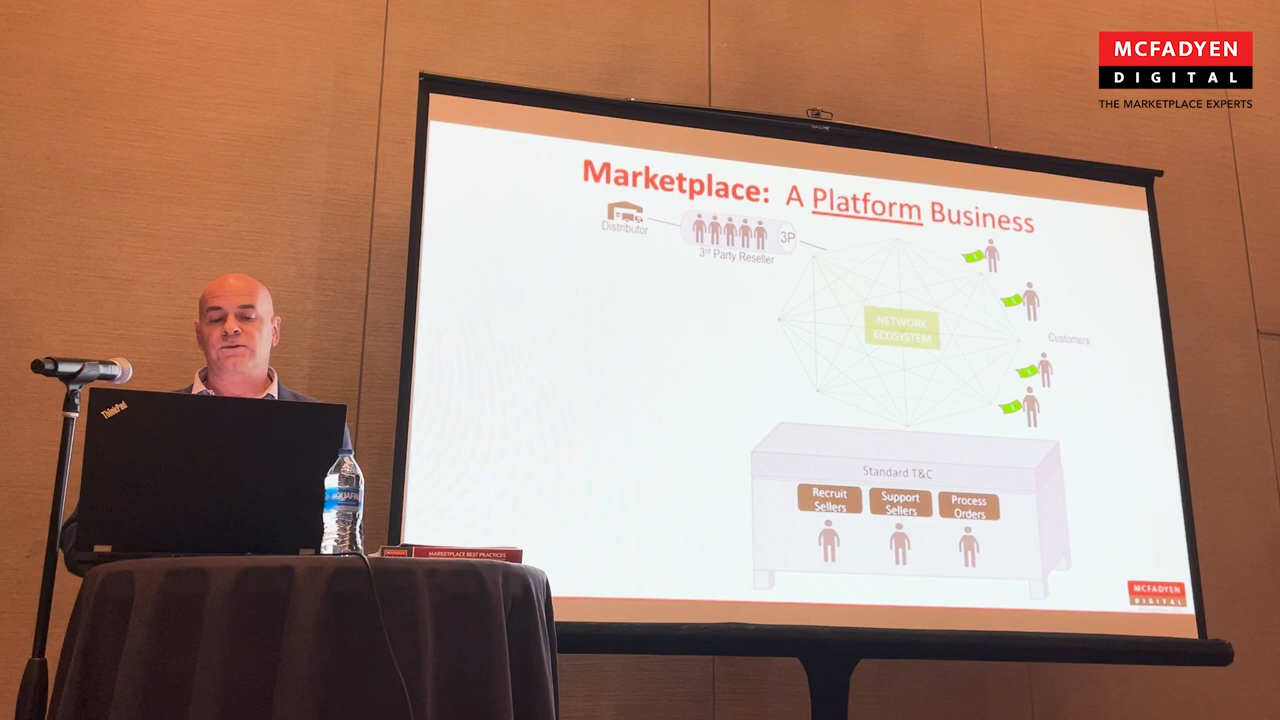 MCFADYEN
DIGITAL
THE MARKETPLACE EXPERTS
Marketplace: A Platform Business
Distributor
3P
3rd Party Reseller
NETWORK
ECOSYSTEM
Customers
Standard T&C
Recruit
Sellers
Support
Sellers
Process
Orders
MCFADYEN
DIGITAL
ThinkPad
AQUAFINA
MARKETPLACE BEST PRACTICES